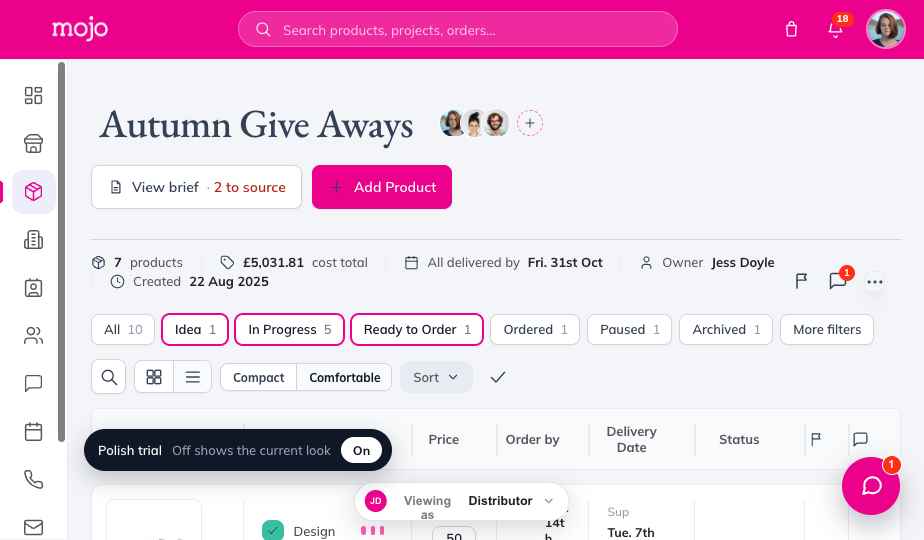 mojo
Search products, projects, orders...
18
Autumn Give Aways
View brief · 2 to source
Add Product
7 products
£5,031.81 cost total
All delivered by Fri. 31st Oct
Owner Jess Doyle
Created 22 Aug 2025
1
All 10
Idea 1
In Progress 5
Ready to Order 1
Ordered 1
Paused 1
Archived 1
More filters
Compact
Comfortable
Sort
Price
Order by
Delivery
Date
Status
Polish trial Off shows the current look On
1
JD
Viewing
as
Distributor
Design
50
14t
h
Sup
Tue. 7th